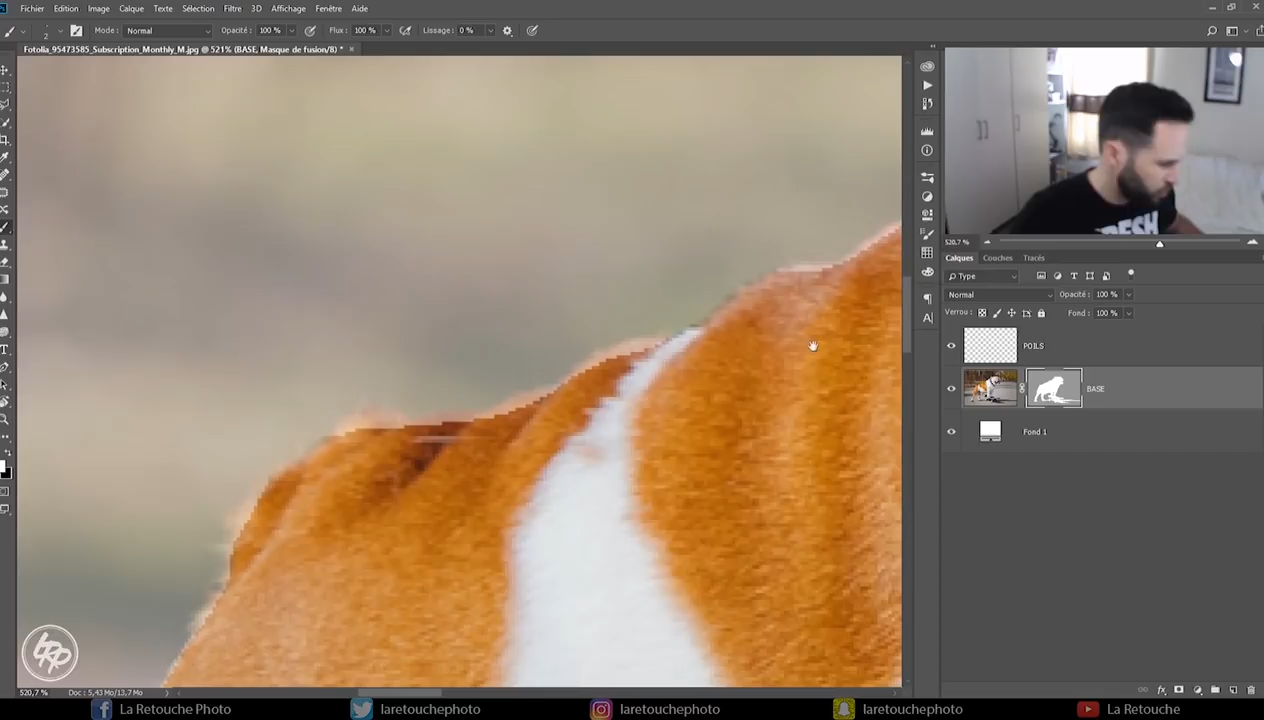 Fichier Edition Image Calque Texte Sélection Filtre 3D Affichage Fenêtre Aide
2 Mode : Normal Opacité : 100 % Flux : 100 % Lissage : 0 %
Fotolia_95473585_Subscription_Monthly_M.jpg @ 521% (BASE, Masque de fusion/8) *
FRESH
520,7 %
Calques Couches Tracés
Type
Normal Opacité : 100 %
Verrou : Fond : 100 %
POILS
BASE
Fond 1
LRP
520,7 % Doc : 5,43 Mo/13,7 Mo
La Retouche Photo laretouchephoto laretouchephoto laretouchephoto La Retouche